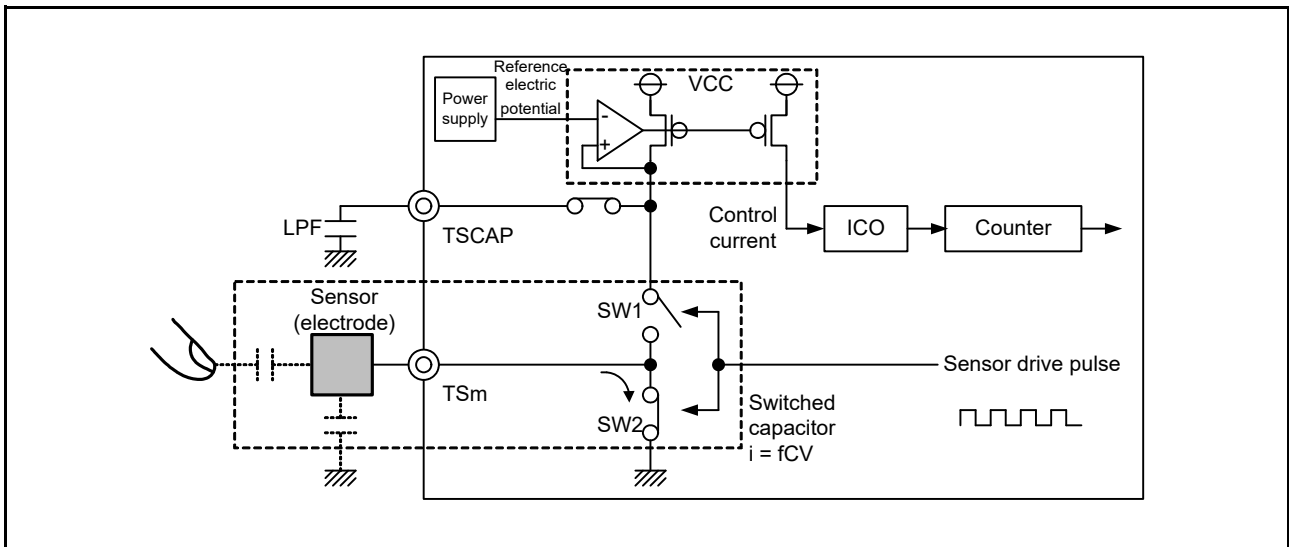 Reference
electric
potential
Power
supply
VCC
-
+
LPF
TSCAP
Control
current
ICO
Counter
Sensor
(electrode)
SW1
Sensor drive pulse
TSm
SW2
Switched
capacitor
i = fCV